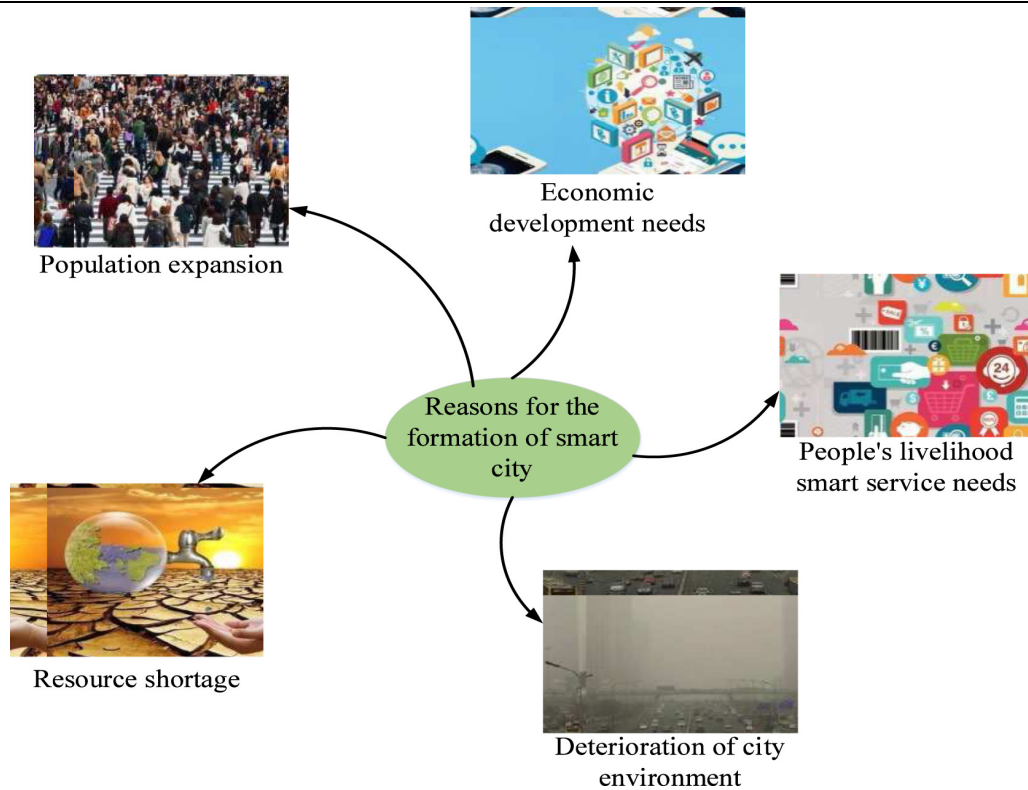 Economic
development needs
Population expansion
24
Reasons for the
formation of smart
city
People's livelihood
smart service needs
Resource shortage
Deterioration of city
environment